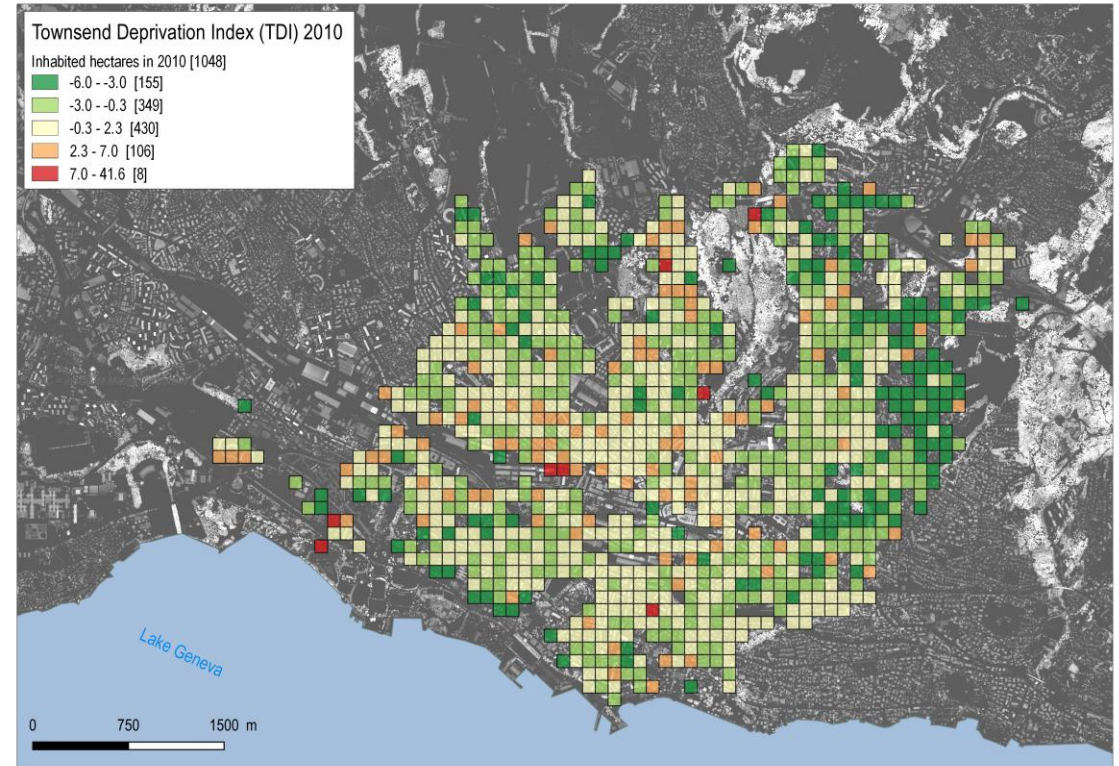 Townsend Deprivation Index (TDI) 2010
Inhabited hectares in 2010 [1048]
-6.0 - -3.0 [155]
-3.0 - -0.3 [349]
-0.3 - 2.3 [430]
2.3 - 7.0 [106]
7.0 - 41.6 [8]
Lake Geneva
0 750 1500 m